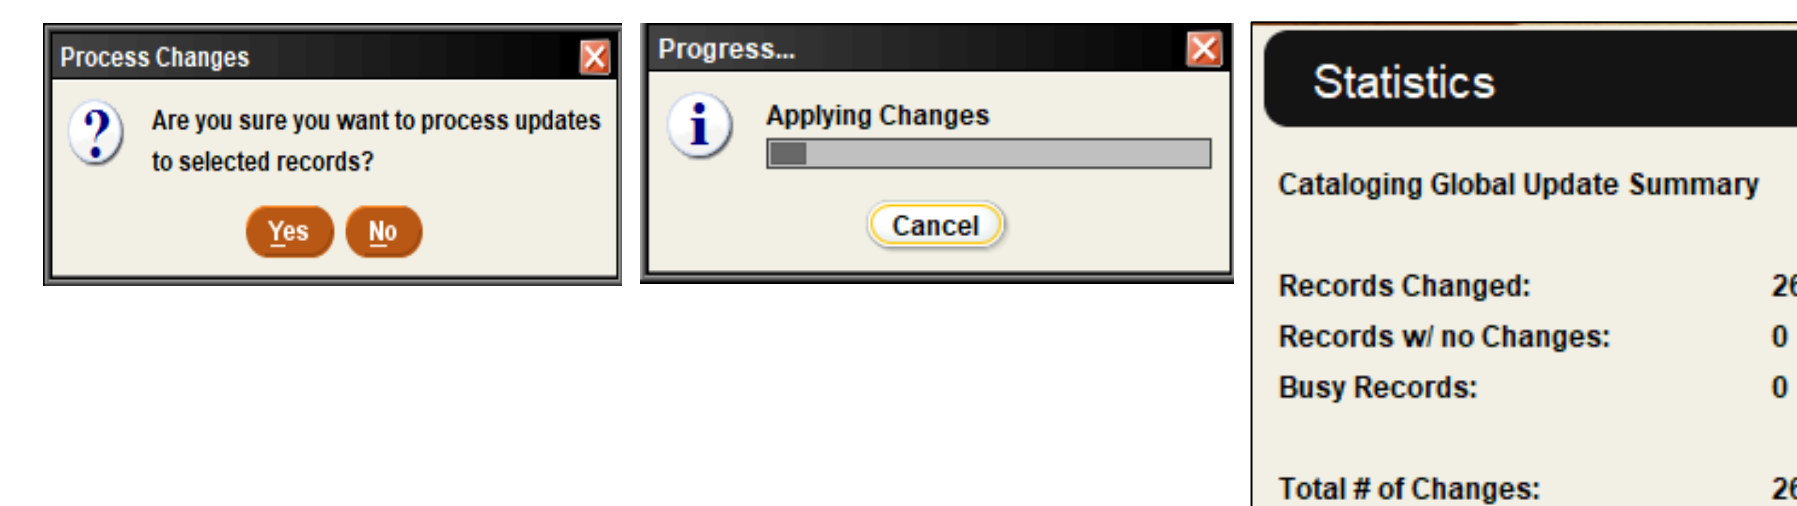 Process Changes
Are you sure you want to process updates
to selected records?
Yes No
Progress...
Applying Changes
Cancel
Statistics
Cataloging Global Update Summary
Records Changed:
Records w/ no Changes: 0
Busy Records: 0
Total # of Changes: